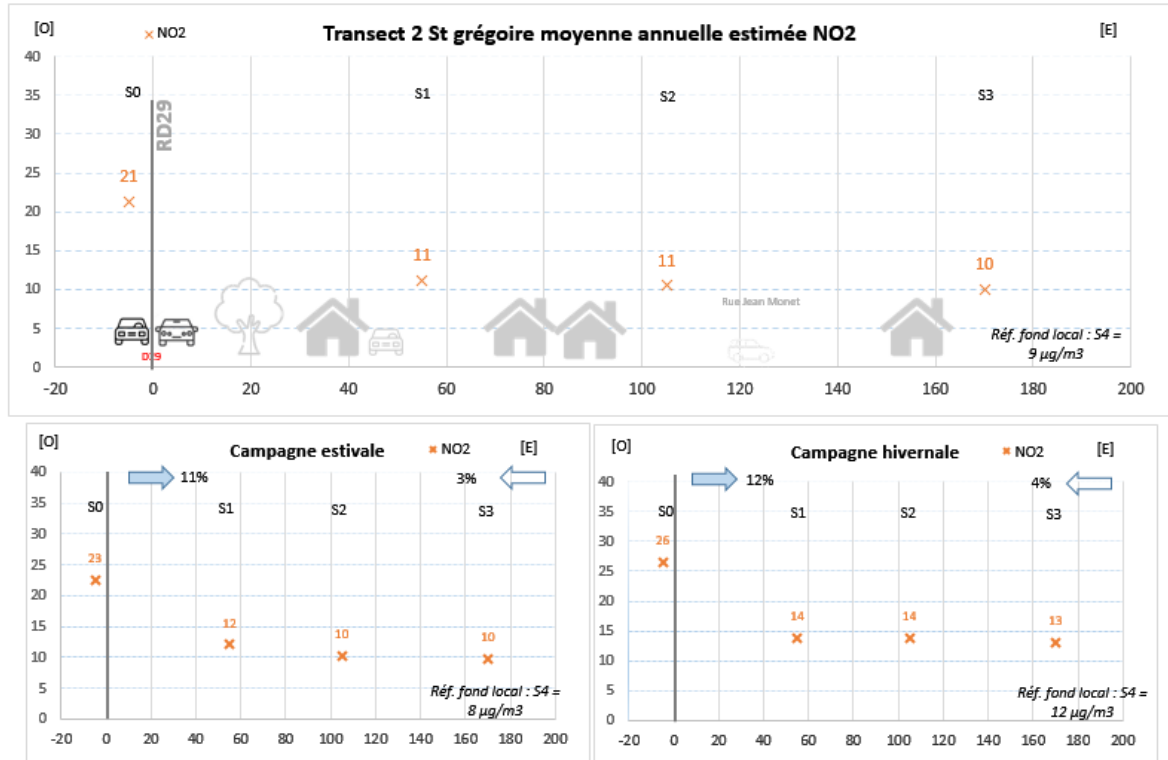 [O]
NO2
Transect 2 St grégoire moyenne annuelle estimée NO2
[E]
40
35
30
25
20
15
10
5
0
S0
S1
S2
S3
RD29
21
11
11
10
Rue Jean Monet
D29
Réf. fond local : S4 =
9 µg/m3
-20 0 20 40 60 80 100 120 140 160 180 200
[O]
Campagne estivale
NO2
[E]
11%
3%
40
35
30
25
20
15
10
5
0
S0
S1
S2
S3
23
12
10
10
Réf. fond local : S4 =
8 µg/m3
-20 0 20 40 60 80 100 120 140 160 180 200
[O]
Campagne hivernale
NO2
[E]
12%
4%
40
35
30
25
20
15
10
5
0
S0
S1
S2
S3
26
14
14
13
Réf. fond local : S4 =
12 µg/m3
-20 0 20 40 60 80 100 120 140 160 180 200